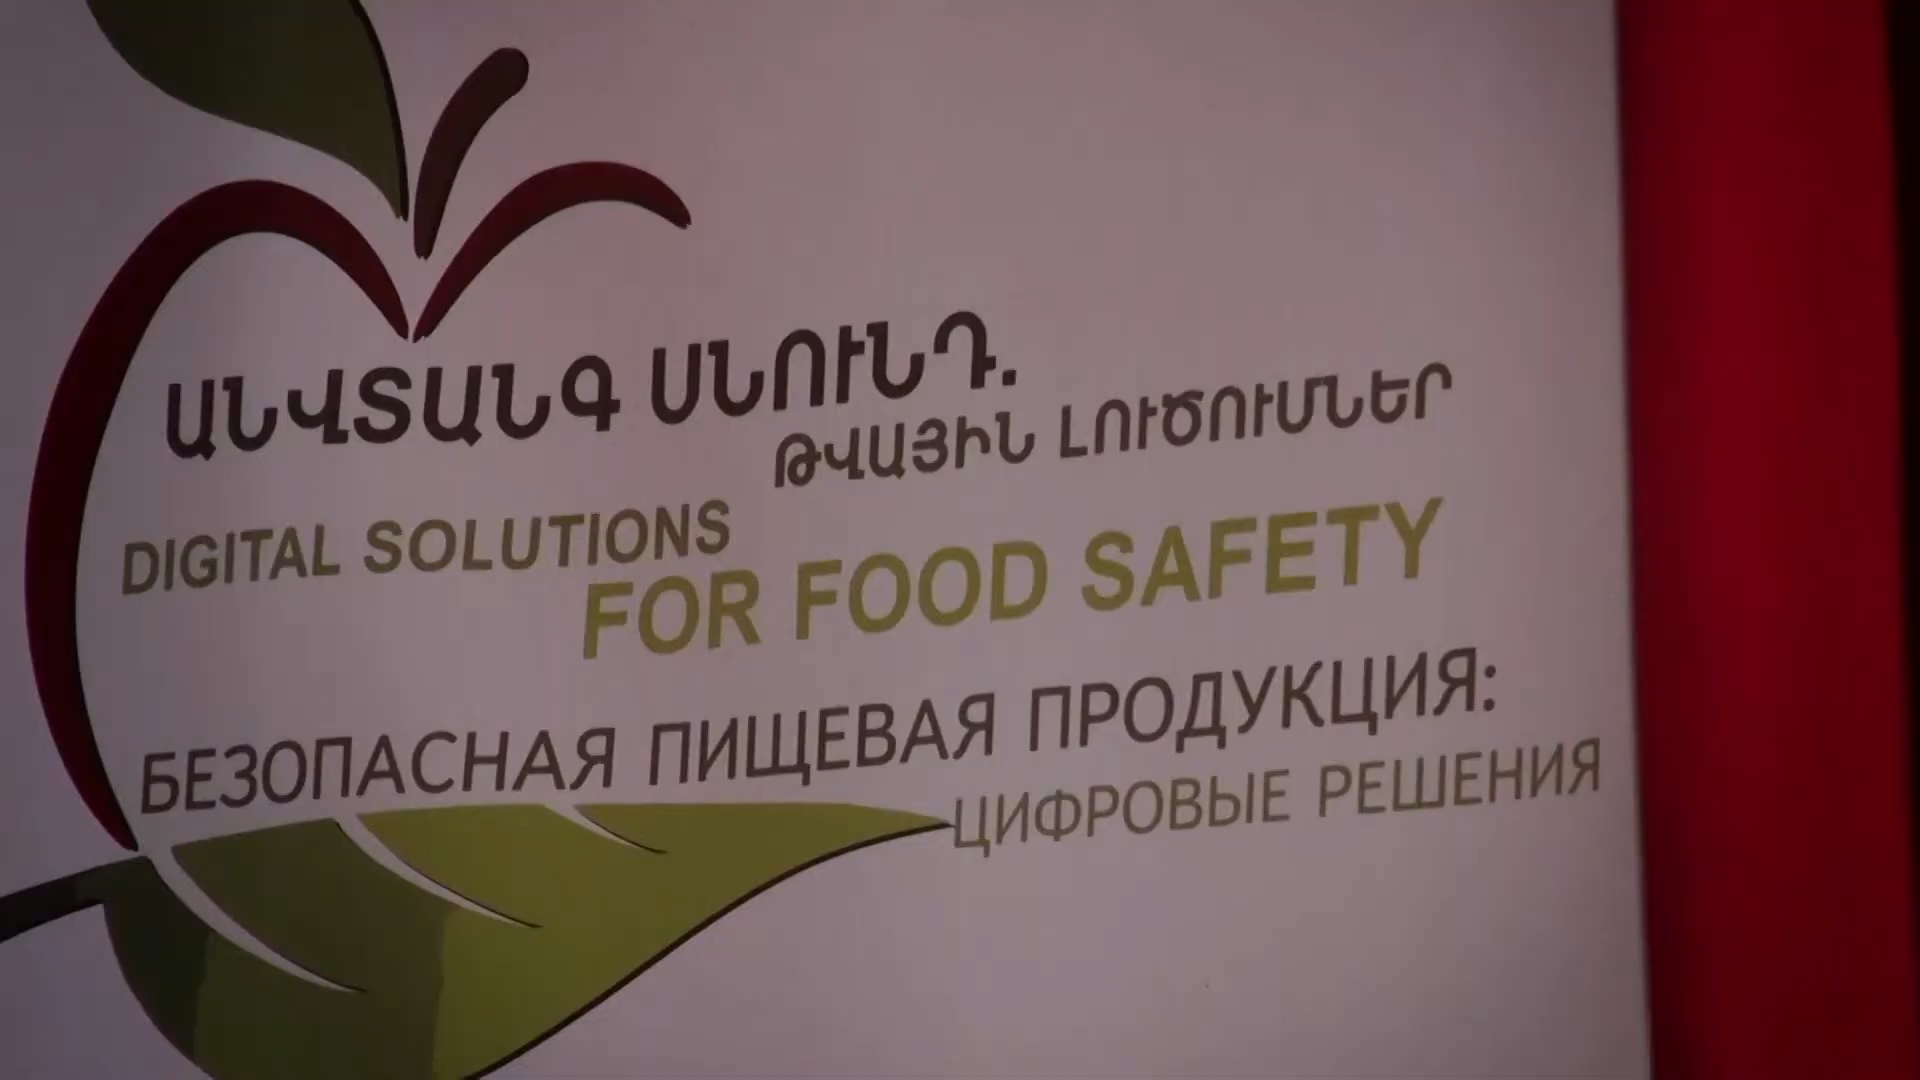 ԱՆՎՏԱՆԳ ՍՆՈՒՆԴ.
ԹՎԱՅԻՆ ԼՈՒԾՈՒՄՆԵՐ
DIGITAL SOLUTIONS
FOR FOOD SAFETY
БЕЗОПАСНАЯ ПИЩЕВАЯ ПРОДУКЦИЯ:
ЦИФРОВЫЕ РЕШЕНИЯ